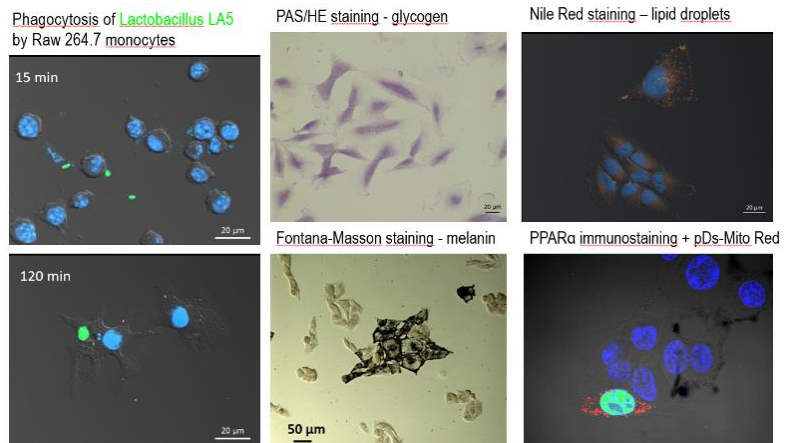 Phagocytosis of Lactobacillus LA5
by Raw 264.7 monocytes
15 min
20 µm
120 min
20 µm
PAS/HE staining - glycogen
20 µm
Fontana-Masson staining - melanin
50 µm
Nile Red staining – lipid droplets
20 µm
PPARα immunostaining + pDs-Mito Red